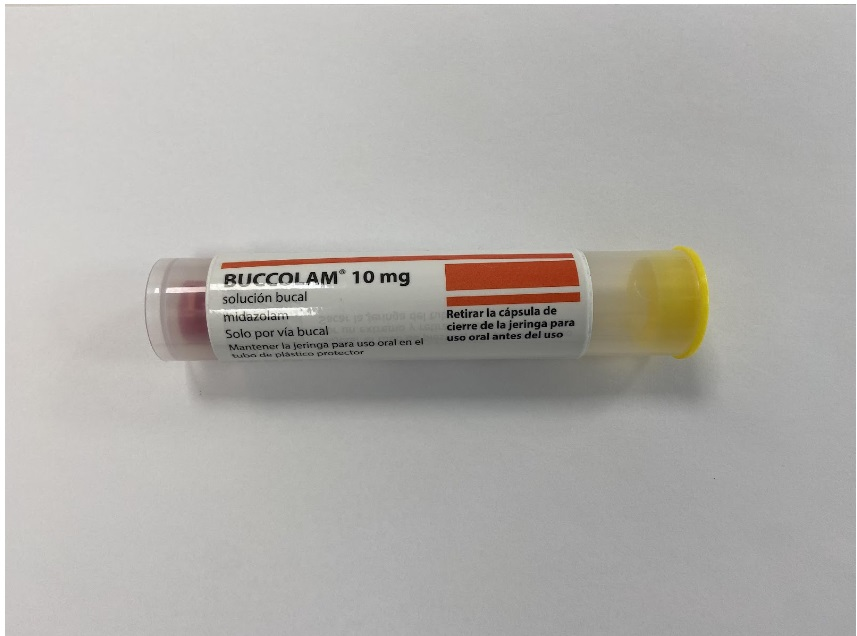 BUCCOLAM® 10 mg
solución bucal
midazolam
Solo por vía bucal
Mantener la jeringa para uso oral en el
tubo de plástico protector
Retirar la cápsula de
cierre de la jeringa para
uso oral antes del uso